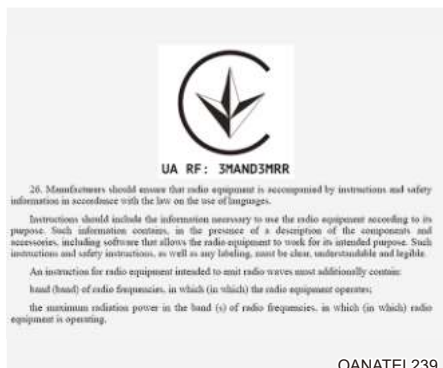 UA RF: 3MAND3MRR
26. Manufacturers should ensure that radio equipment is accompanied by instructions and safety
information in accordance with the law on the use of languages.
Instructions should include the information necessary to use the radio equipment according to its
purpose. Such information contains, in the presence of a description of the components and
accessories, including software that allows the radio equipment to work for its intended purpose. Such
instructions and safety instructions, as well as any labeling, must be clear, understandable and legible.
An instruction for radio equipment intended to emit radio waves must additionally contain:
band (band) of radio frequencies, in which (in which) the radio equipment operates;
the maximum radiation power in the band (s) of radio frequencies, in which (in which) radio
equipment is operating.
OANATEL239